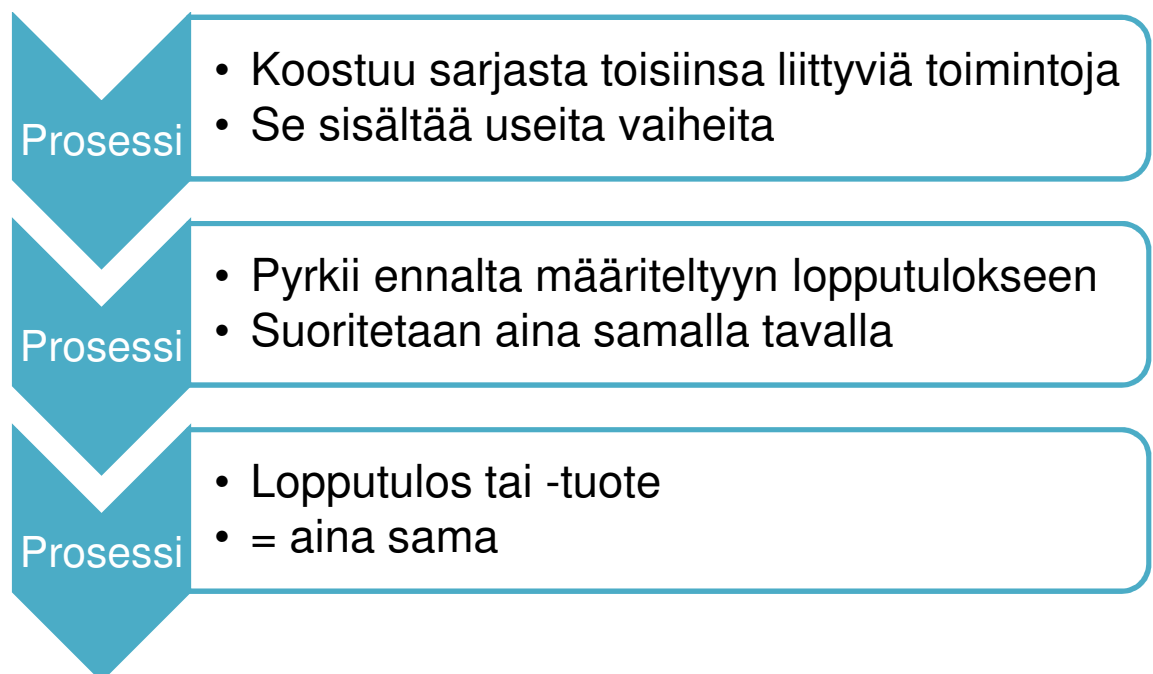 Prosessi
• Koostuu sarjasta toisiinsa liittyviä toimintoja
• Se sisältää useita vaiheita
Prosessi
• Pyrkii ennalta määriteltyyn lopputulokseen
• Suoritetaan aina samalla tavalla
Prosessi
• Lopputulos tai -tuote
• = aina sama